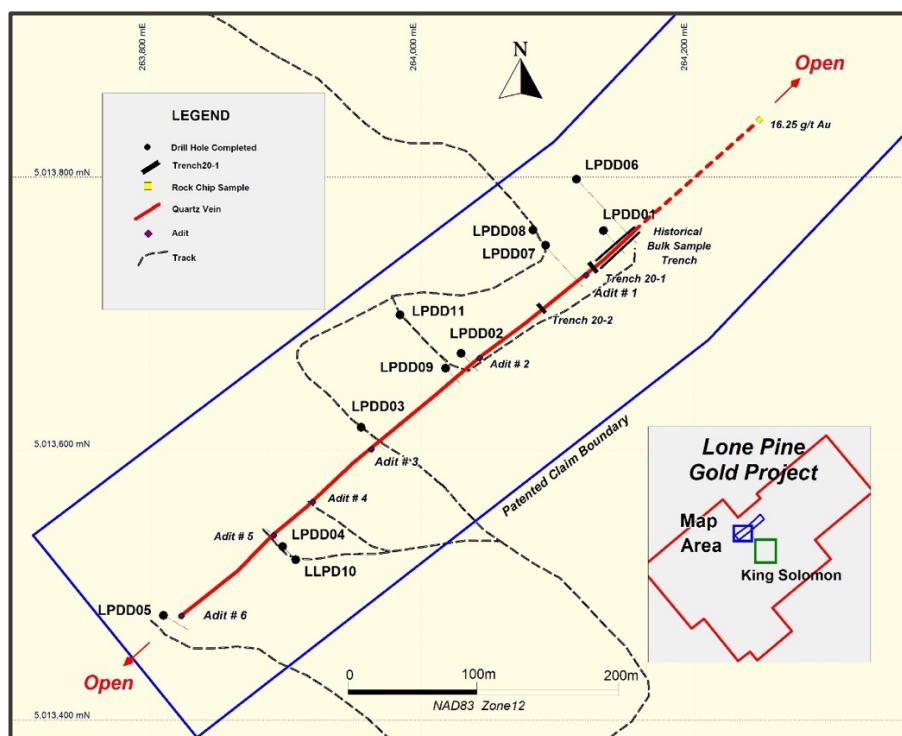 263,800 mE
264,000 mE
264,200 mE
N
Open
16.25 g/t Au
LEGEND
Drill Hole Completed
Trench20-1
Rock Chip Sample
Quartz Vein
Adit
Track
5,013,800 mN
LPDD06
LPDD01
LPDD08
LPDD07
Historical
Bulk Sample
Trench
Trench 20-1
Adit # 1
LPDD11
Trench 20-2
LPDD02
Adit # 2
LPDD09
LPDD03
5,013,600 mN
Adit # 3
Patented Claim Boundary
Adit # 4
Adit # 5
LPDD04
LLPD10
LPDD05
Adit # 6
Open
Lone Pine
Gold Project
Map
Area
King Solomon
0
100m
200m
NAD83 Zone12
5,013,400 mN